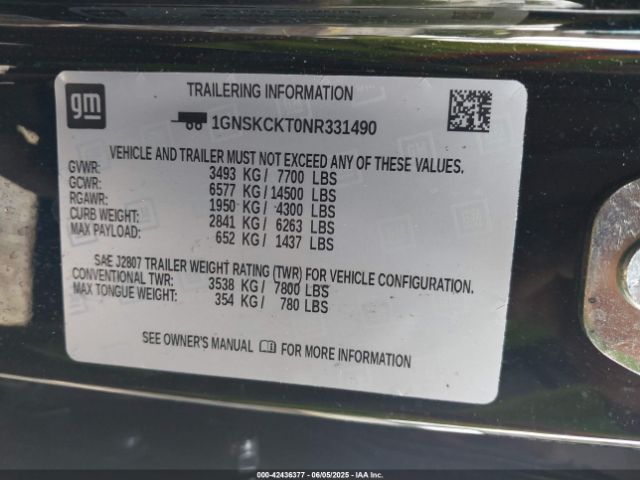 gm
TRAILERING INFORMATION
1GNSKCKT0NR331490
VEHICLE AND TRAILER MUST NOT EXCEED ANY OF THESE VALUES.
GVWR: 3493 KG / 7700 LBS
GCWR: 6577 KG / 14500 LBS
RGAWR: 1950 KG / 4300 LBS
CURB WEIGHT: 2841 KG / 6263 LBS
MAX PAYLOAD: 652 KG / 1437 LBS
SAE J2807 TRAILER WEIGHT RATING (TWR) FOR VEHICLE CONFIGURATION.
CONVENTIONAL TWR: 3538 KG / 7800 LBS
MAX TONGUE WEIGHT: 354 KG / 780 LBS
SEE OWNER'S MANUAL FOR MORE INFORMATION
000-42436377 - 06/05/2025 - IAA Inc.